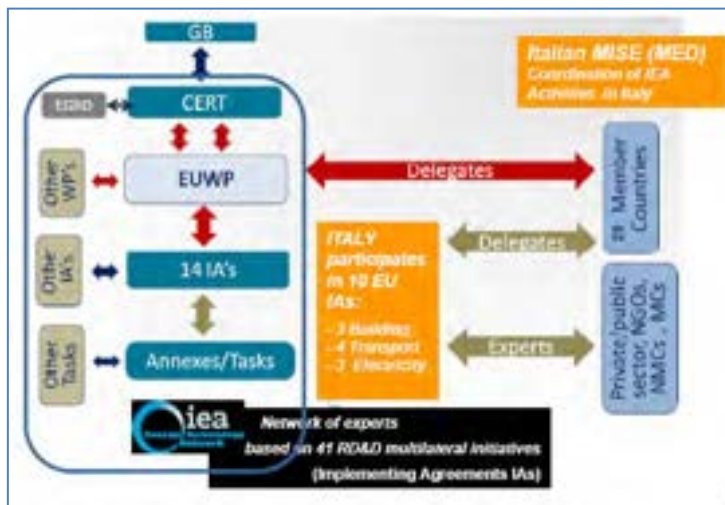 GB
Italian MISE (MED)
Coordination of IEA
Activities in Italy
CERT
Other
WP's
EUWP
Delegates
Member
Countries
ITALY
participates
in 10 EU
IAs:
- 3 Building
- 4 Transport
- 3 Electricity
Delegates
Other
IA's
14 IA's
Experts
Private/public
sector, NGOs,
NMCs, MCs
Other
Tasks
Annexes/Tasks
iea
Network of experts
based on 41 RD&D multilateral initiatives
(Implementing Agreements IAs)